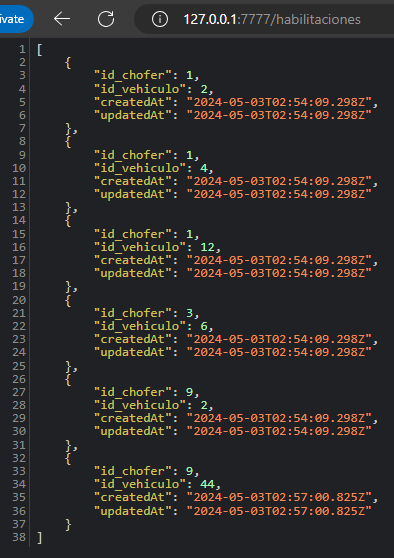 ivate
127.0.0.1:7777/habilitaciones
1 [
2 {
3 "id_chofer": 1,
4 "id_vehiculo": 2,
5 "createdAt": "2024-05-03T02:54:09.298Z",
6 "updatedAt": "2024-05-03T02:54:09.298Z"
7 },
8 {
9 "id_chofer": 1,
10 "id_vehiculo": 4,
11 "createdAt": "2024-05-03T02:54:09.298Z",
12 "updatedAt": "2024-05-03T02:54:09.298Z"
13 },
14 {
15 "id_chofer": 1,
16 "id_vehiculo": 12,
17 "createdAt": "2024-05-03T02:54:09.298Z",
18 "updatedAt": "2024-05-03T02:54:09.298Z"
19 },
20 {
21 "id_chofer": 3,
22 "id_vehiculo": 6,
23 "createdAt": "2024-05-03T02:54:09.298Z",
24 "updatedAt": "2024-05-03T02:54:09.298Z"
25 },
26 {
27 "id_chofer": 9,
28 "id_vehiculo": 2,
29 "createdAt": "2024-05-03T02:54:09.298Z",
30 "updatedAt": "2024-05-03T02:54:09.298Z"
31 },
32 {
33 "id_chofer": 9,
34 "id_vehiculo": 44,
35 "createdAt": "2024-05-03T02:57:00.825Z",
36 "updatedAt": "2024-05-03T02:57:00.825Z"
37 }
38 ]